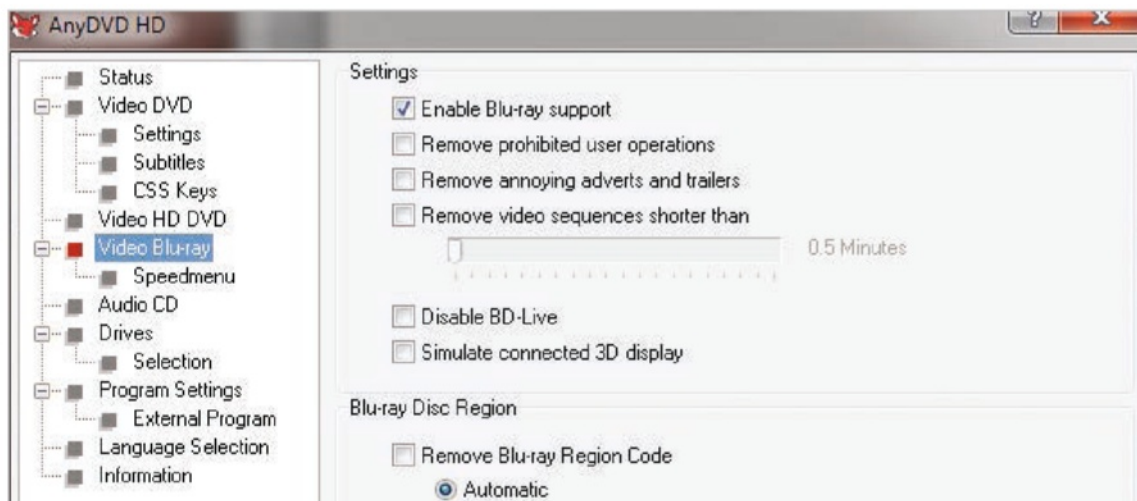 AnyDVD HD
?
X
Status
Video DVD
Settings
Subtitles
CSS Keys
Video HD DVD
Video Blu-ray
Speedmenu
Audio CD
Drives
Selection
Program Settings
External Program
Language Selection
Information
Settings
Enable Blu-ray support
Remove prohibited user operations
Remove annoying adverts and trailers
Remove video sequences shorter than
0.5 Minutes
Disable BD-Live
Simulate connected 3D display
Blu-ray Disc Region
Remove Blu-ray Region Code
Automatic